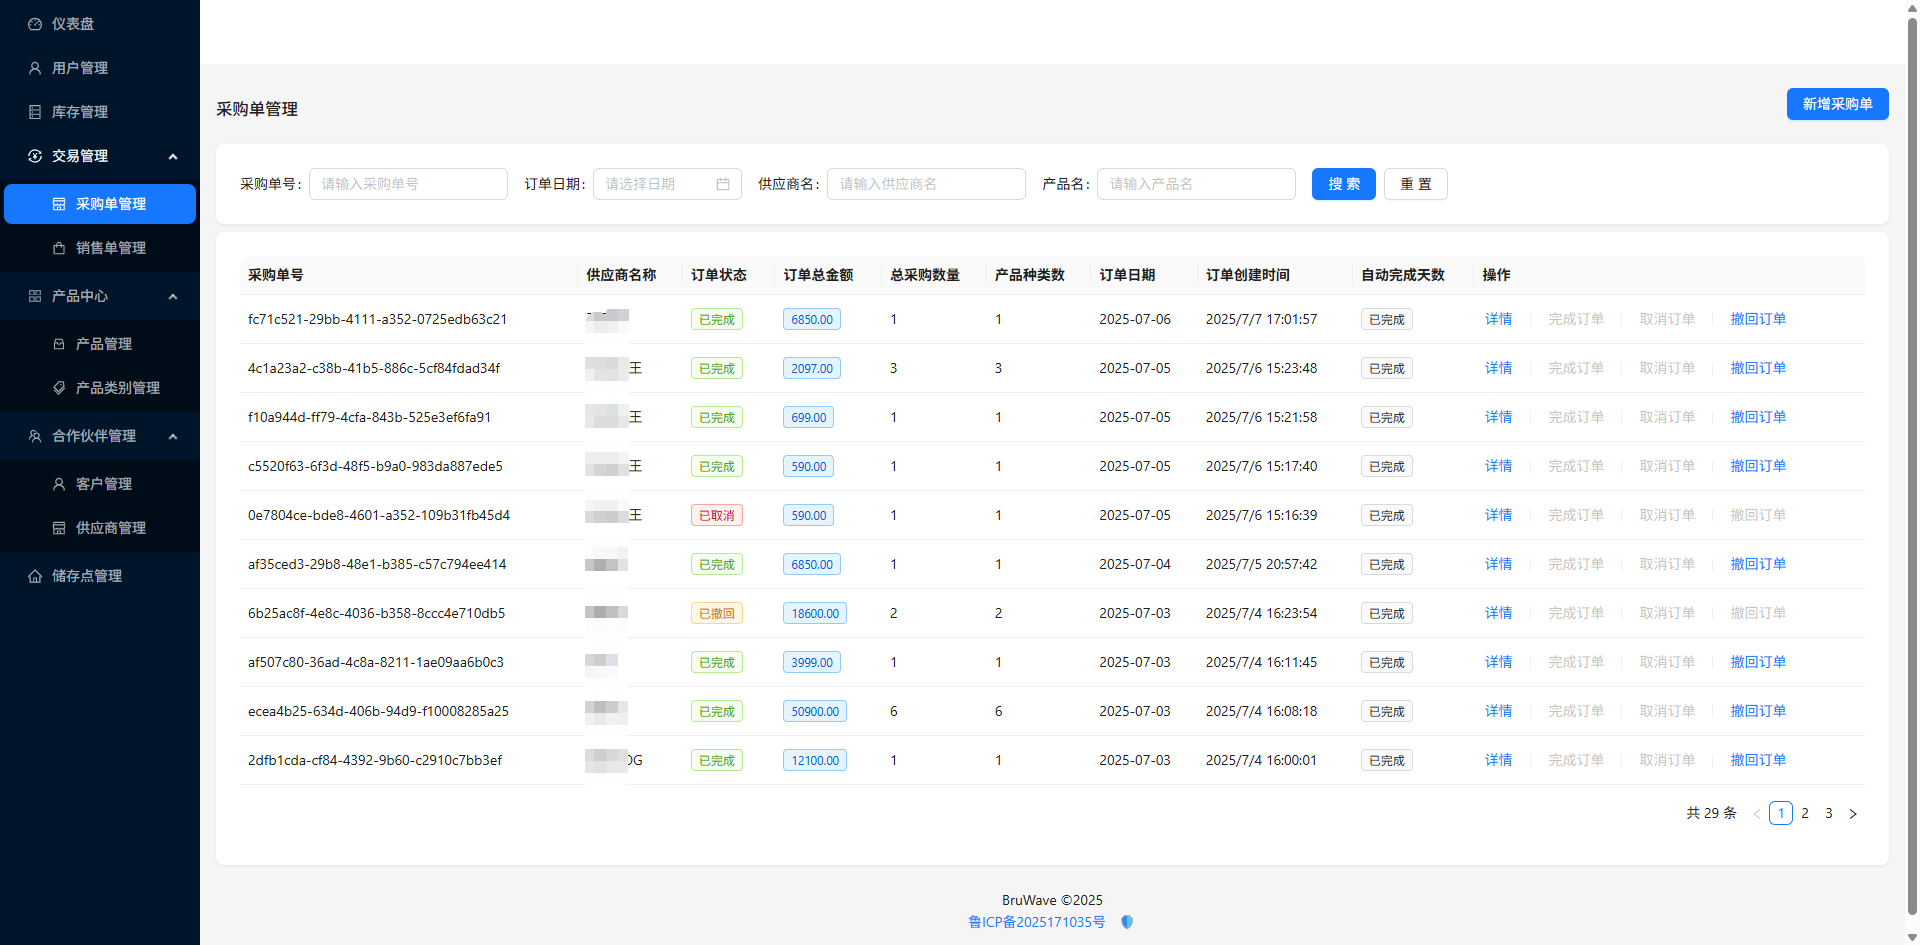 仪表盘
用户管理
库存管理
交易管理
采购单管理
销售单管理
产品中心
产品管理
产品类别管理
合作伙伴管理
客户管理
供应商管理
储存点管理
采购单管理
新增采购单
采购单号: 请输入采购单号 订单日期: 请选择日期 供应商名: 请输入供应商名 产品名: 请输入产品名 搜 索 重 置
采购单号 供应商名称 订单状态 订单总金额 总采购数量 产品种类数 订单日期 订单创建时间 自动完成天数 操作
fc71c521-29bb-4111-a352-0725edb63c21 已完成 6850.00 1 1 2025-07-06 2025/7/7 17:01:57 已完成 详情 完成订单 取消订单 撤回订单
4c1a23a2-c38b-41b5-886c-5cf84fdad34f 王 已完成 2097.00 3 3 2025-07-05 2025/7/6 15:23:48 已完成 详情 完成订单 取消订单 撤回订单
f10a944d-ff79-4cfa-843b-525e3ef6fa91 王 已完成 699.00 1 1 2025-07-05 2025/7/6 15:21:58 已完成 详情 完成订单 取消订单 撤回订单
c5520f63-6f3d-48f5-b9a0-983da887ede5 王 已完成 590.00 1 1 2025-07-05 2025/7/6 15:17:40 已完成 详情 完成订单 取消订单 撤回订单
0e7804ce-bde8-4601-a352-109b31fb45d4 王 已取消 590.00 1 1 2025-07-05 2025/7/6 15:16:39 已完成 详情 完成订单 取消订单 撤回订单
af35ced3-29b8-48e1-b385-c57c794ee414 已完成 6850.00 1 1 2025-07-04 2025/7/5 20:57:42 已完成 详情 完成订单 取消订单 撤回订单
6b25ac8f-4e8c-4036-b358-8ccc4e710db5 已撤回 18600.00 2 2 2025-07-03 2025/7/4 16:23:54 已完成 详情 完成订单 取消订单 撤回订单
af507c80-36ad-4c8a-8211-1ae09aa6b0c3 已完成 3999.00 1 1 2025-07-03 2025/7/4 16:11:45 已完成 详情 完成订单 取消订单 撤回订单
ecea4b25-634d-406b-94d9-f10008285a25 已完成 50900.00 6 6 2025-07-03 2025/7/4 16:08:18 已完成 详情 完成订单 取消订单 撤回订单
2dfb1cda-cf84-4392-9b60-c2910c7bb3ef 已完成 12100.00 1 1 2025-07-03 2025/7/4 16:00:01 已完成 详情 完成订单 取消订单 撤回订单
共 29 条 < 1 2 3 >
BruWave ©2025
鲁ICP备2025171035号